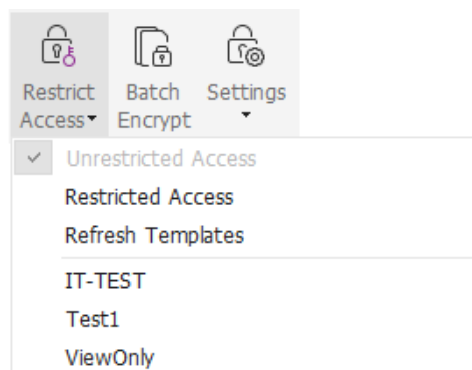 Restrict Batch Settings
Access Encrypt
Unrestricted Access
Restricted Access
Refresh Templates
IT-TEST
Test1
ViewOnly